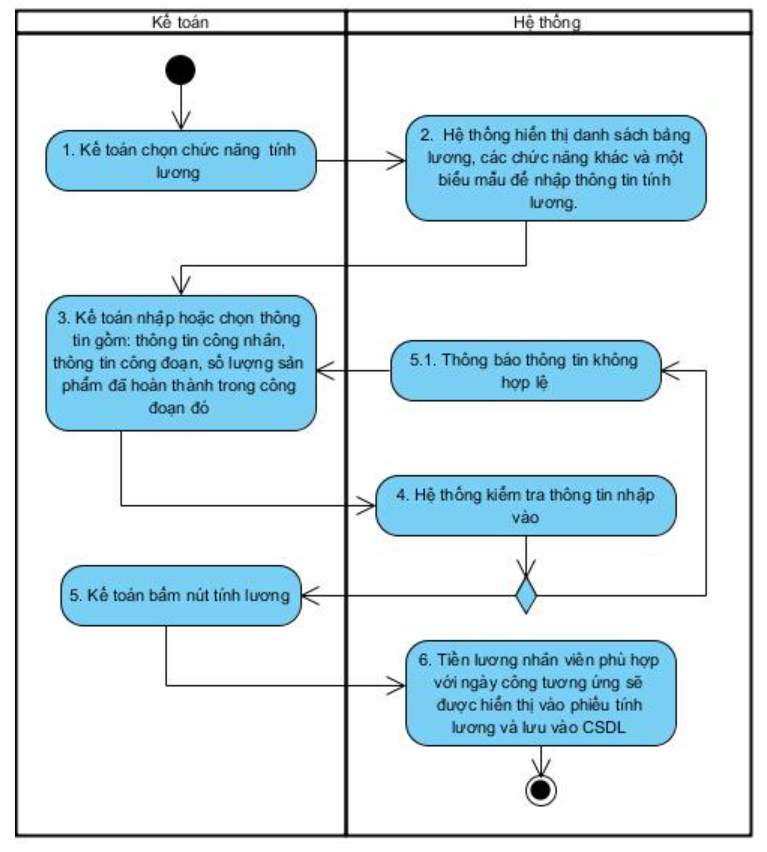 Kế toán
Hệ thống
1. Kế toán chọn chức năng tính
lương
2. Hệ thống hiển thị danh sách bảng
lương, các chức năng khác và một
biểu mẫu để nhập thông tin tính
lương.
3. Kế toán nhập hoặc chọn thông
tin gồm: thông tin công nhân,
thông tin công đoạn, số lượng sản
phẩm đã hoàn thành trong công
đoạn đó
5.1. Thông báo thông tin không
hợp lệ
4. Hệ thống kiểm tra thông tin nhập
vào
5. Kế toán bấm nút tính lương
6. Tiền lương nhân viên phù hợp
với ngày công tương ứng sẽ
được hiển thị vào phiếu tính
lương và lưu vào CSDL